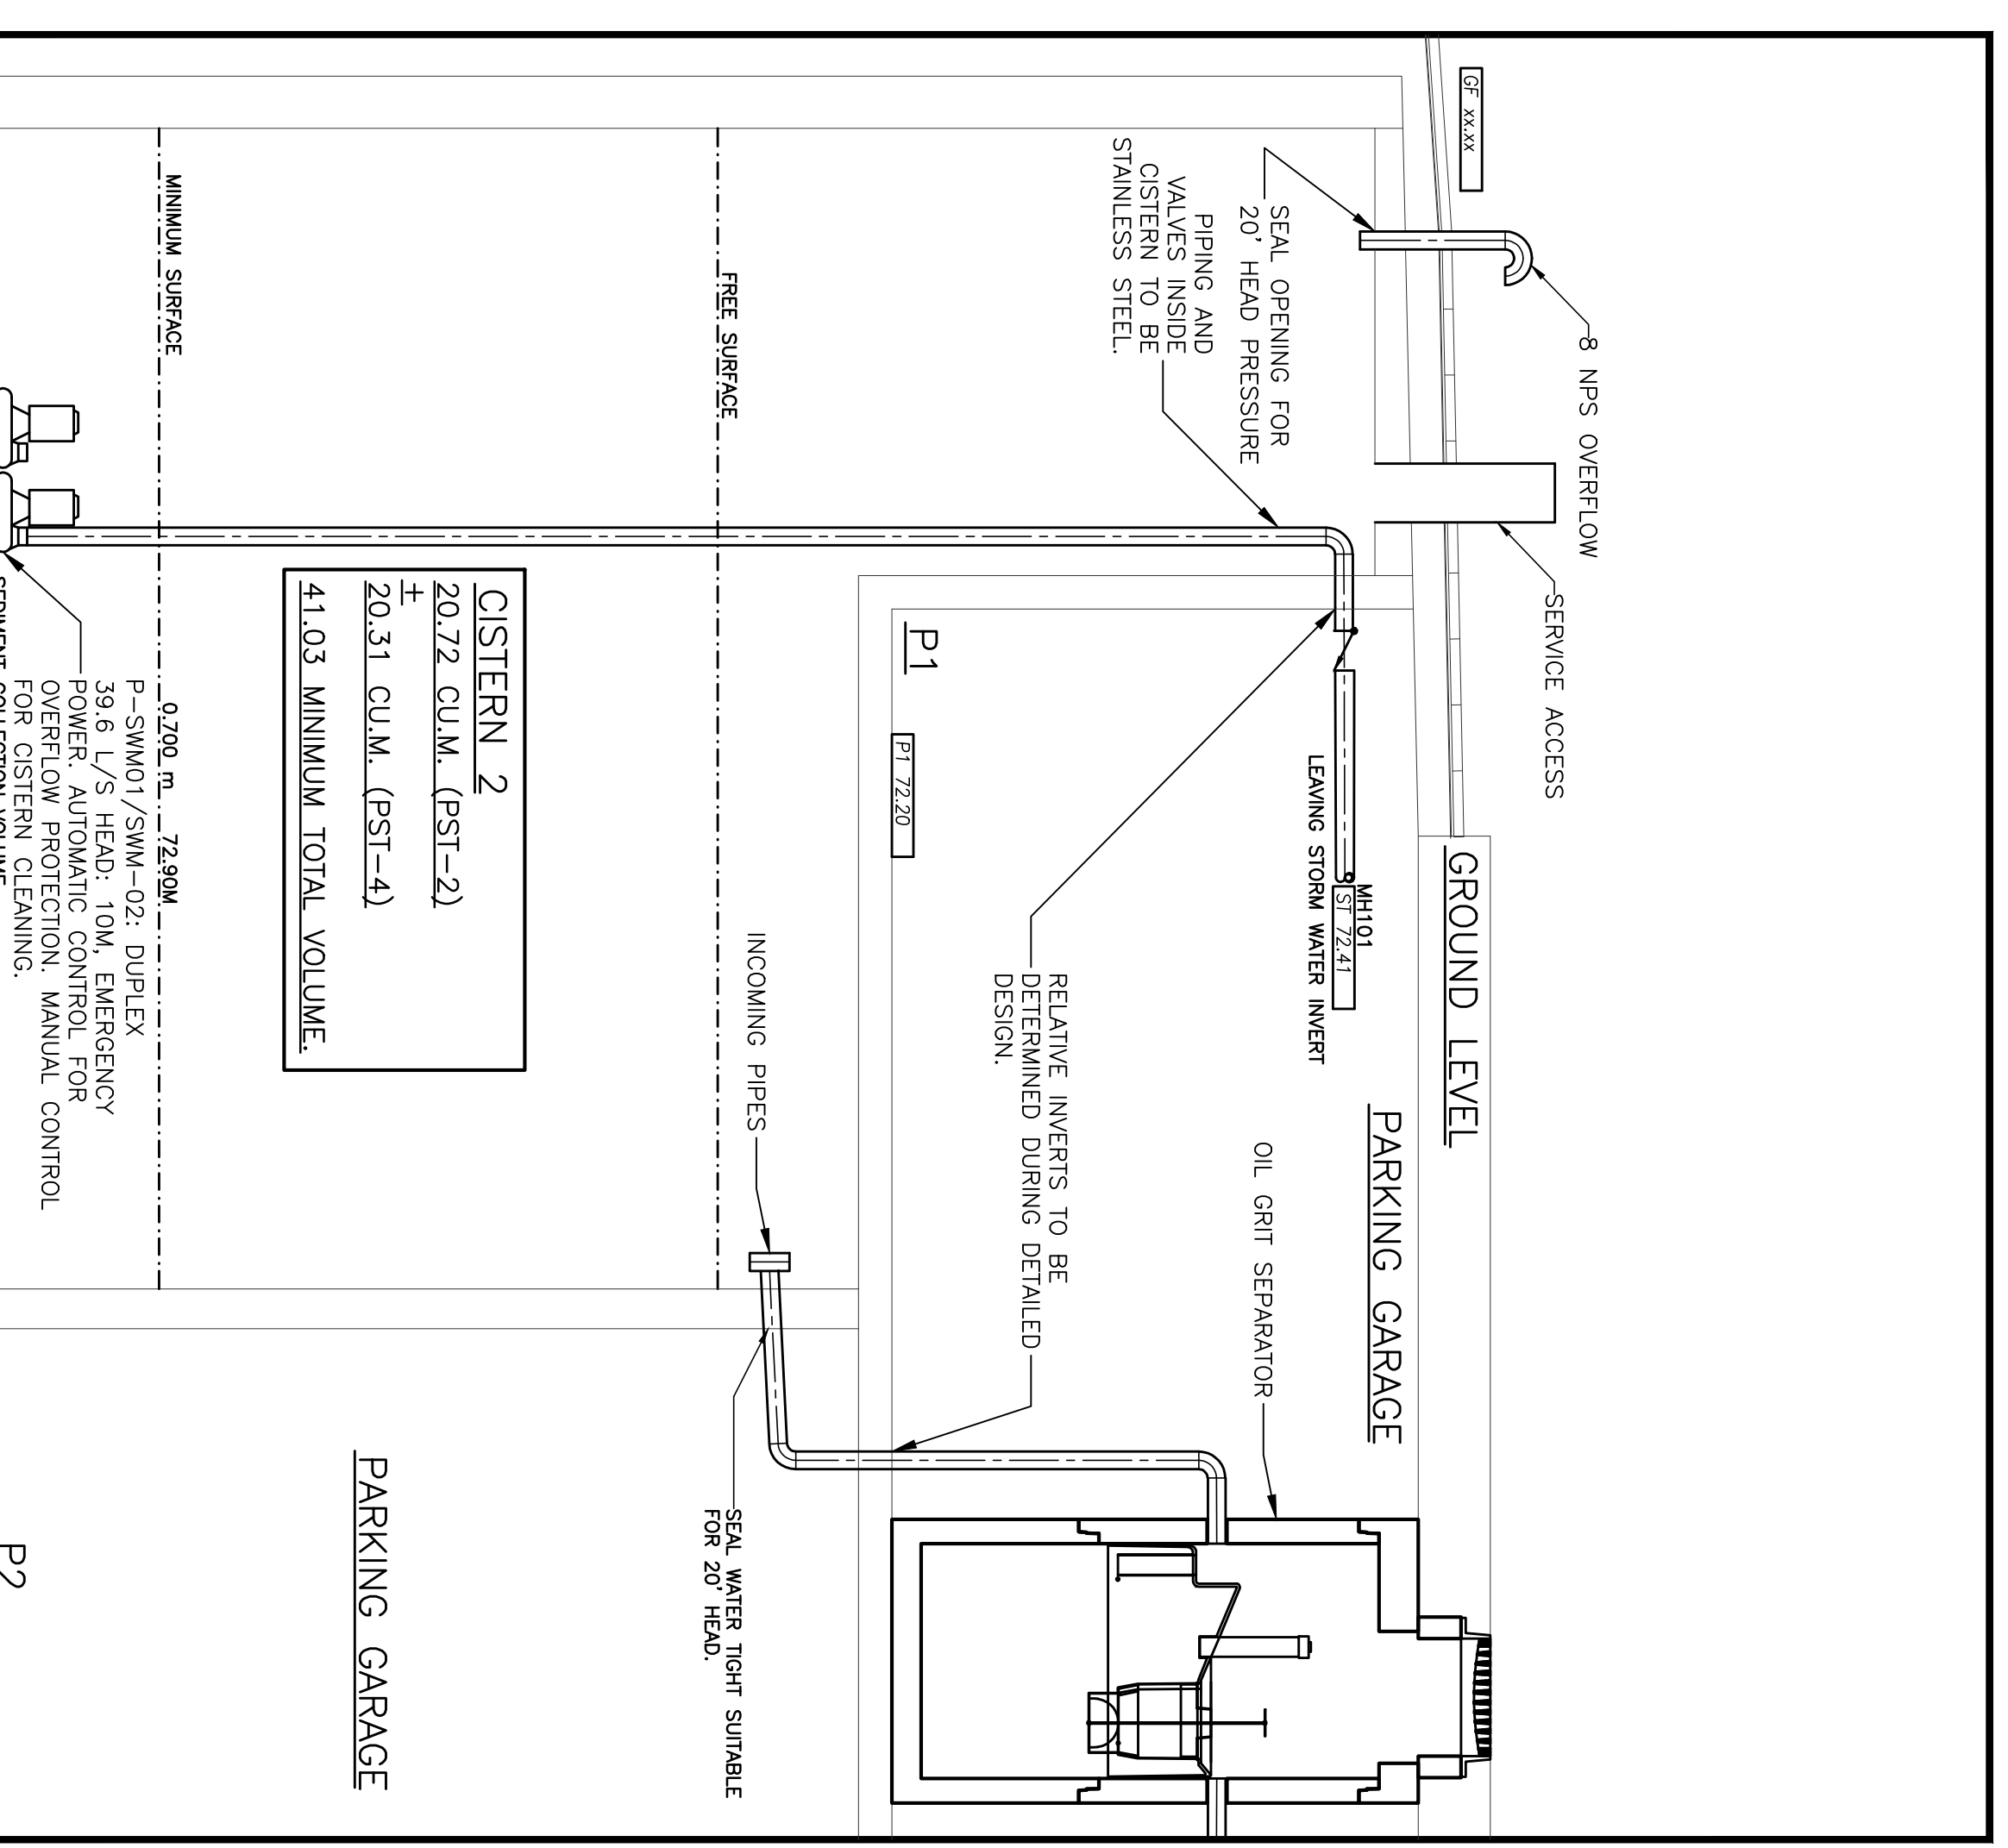 GF xx.xx
8 NPS OVERFLOW
SERVICE ACCESS
SEAL OPENING FOR
20' HEAD PRESSURE
PIPING AND
VALVES INSIDE
CISTERN TO BE
STAINLESS STEEL.
GROUND LEVEL
PARKING GARAGE
MH101
ST 72.41
LEAVING STORM WATER INVERT
OIL GRIT SEPARATOR
RELATIVE INVERTS TO BE
DETERMINED DURING DETAILED
DESIGN.
P1
P1 72.20
INCOMING PIPES
FREE SURFACE
SEAL WATER TIGHT SUITABLE
FOR 20' HEAD.
CISTERN 2
20.72 CU.M. (PST-2)
+
20.31 CU.M. (PST-4)
41.03 MINIMUM TOTAL VOLUME.
PARKING GARAGE
MINIMUM SURFACE
0.700 m 72.90M
P-SWM01/SWM-02: DUPLEX
39.6 L/S HEAD: 10M, EMERGENCY
POWER. AUTOMATIC CONTROL FOR
OVERFLOW PROTECTION. MANUAL CONTROL
FOR CISTERN CLEANING.
SEDIMENT COLLECTION VOLUME
P2